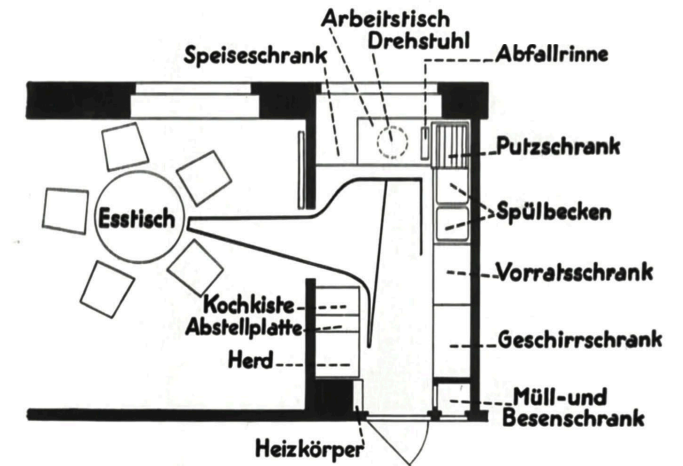 Arbeitstisch
Drehstuhl
Speiseschrank
Abfallrinne
Putzschrank
Esstisch
Spülbecken
Vorratsschrank
Kochkiste
Abstellplatte
Geschirrschrank
Herd
Müll-und
Besenschrank
Heizkörper